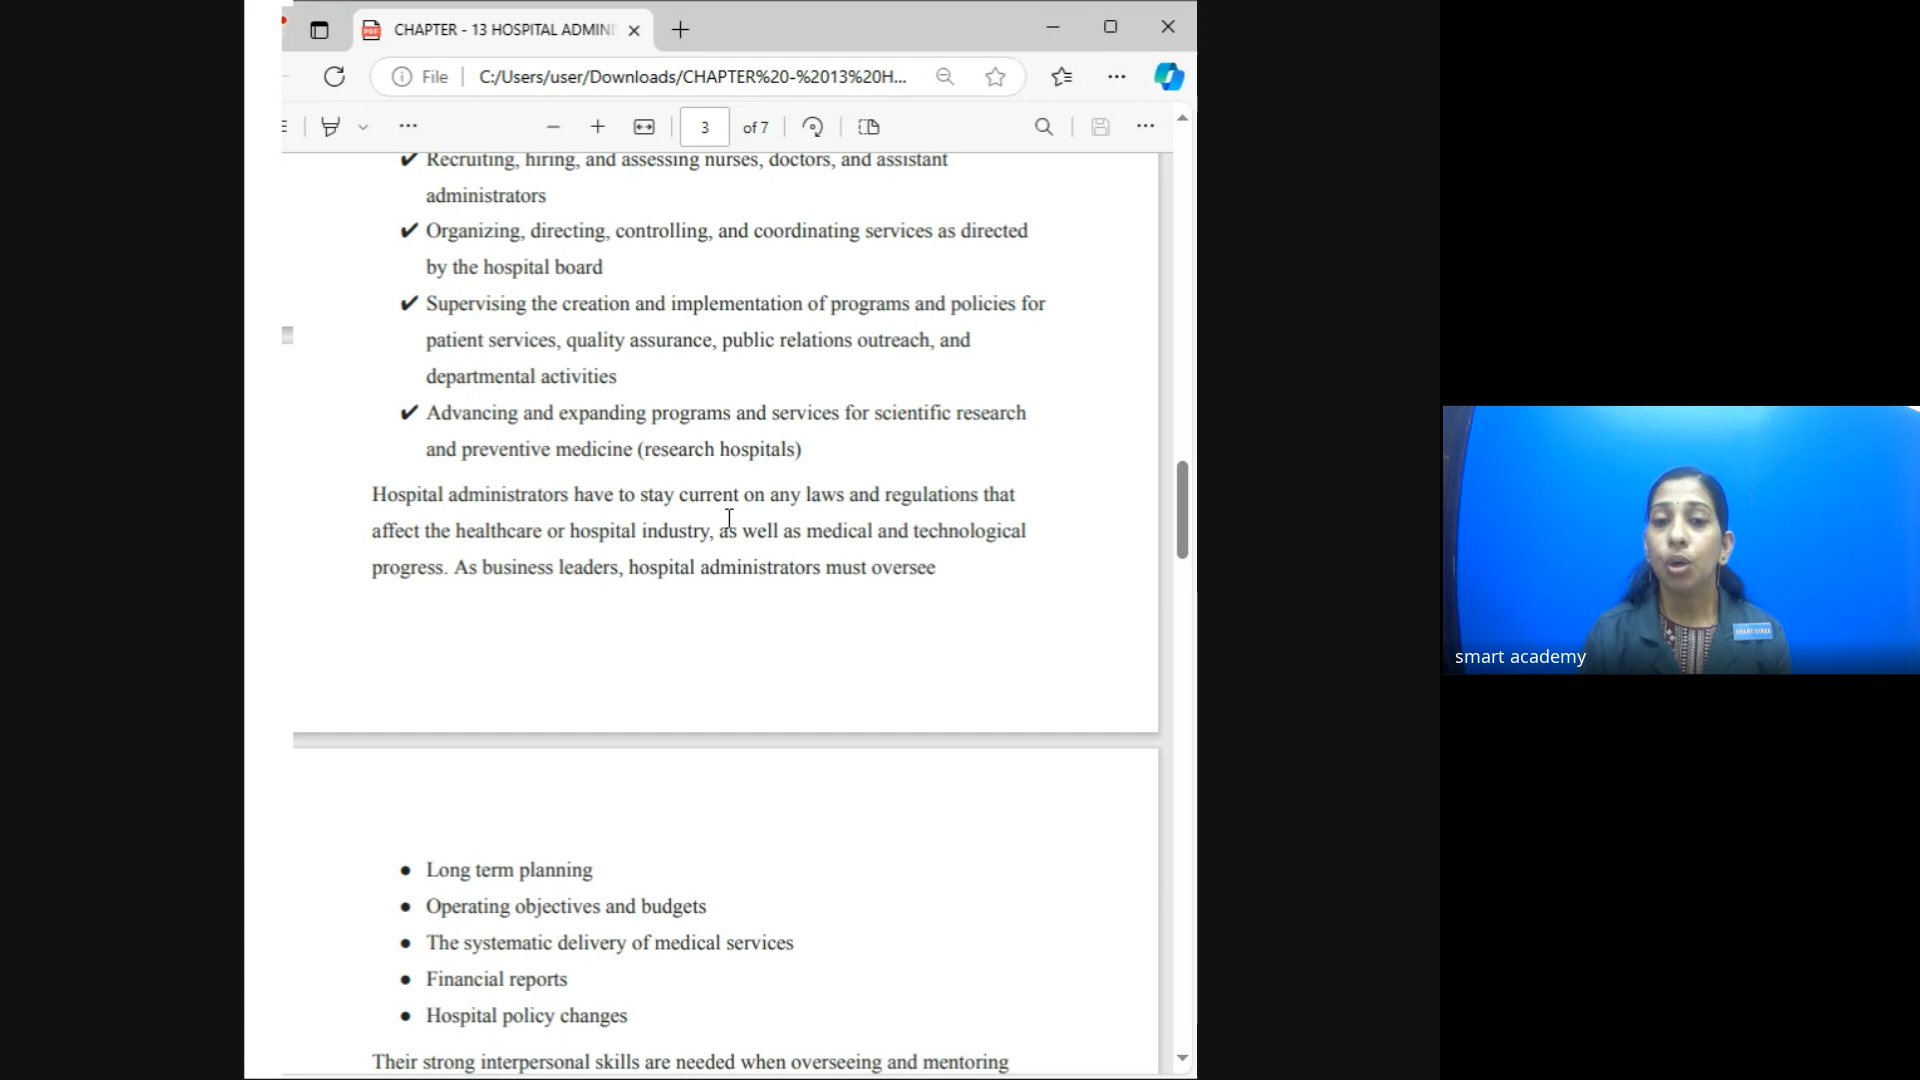 CHAPTER - 13 HOSPITAL ADMIN
File
C:/Users/user/Downloads/CHAPTER%20-%2013%20H...
3 of 7
✔ Recruiting, hiring, and assessing nurses, doctors, and assistant
administrators
✔ Organizing, directing, controlling, and coordinating services as directed
by the hospital board
✔ Supervising the creation and implementation of programs and policies for
patient services, quality assurance, public relations outreach, and
departmental activities
✔ Advancing and expanding programs and services for scientific research
and preventive medicine (research hospitals)
Hospital administrators have to stay current on any laws and regulations that
affect the healthcare or hospital industry, as well as medical and technological
progress. As business leaders, hospital administrators must oversee
● Long term planning
● Operating objectives and budgets
● The systematic delivery of medical services
● Financial reports
● Hospital policy changes
Their strong interpersonal skills are needed when overseeing and mentoring
smart academy